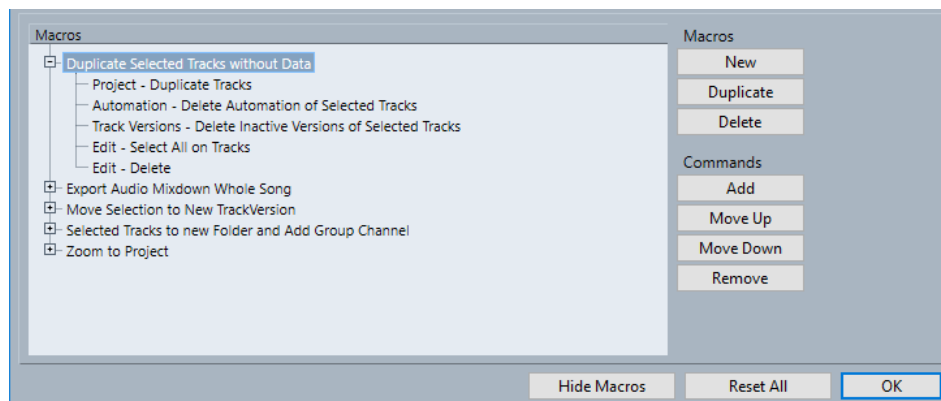 Macros
Duplicate Selected Tracks without Data
Project - Duplicate Tracks
Automation - Delete Automation of Selected Tracks
Track Versions - Delete Inactive Versions of Selected Tracks
Edit - Select All on Tracks
Edit - Delete
Export Audio Mixdown Whole Song
Move Selection to New TrackVersion
Selected Tracks to new Folder and Add Group Channel
Zoom to Project
Macros
New
Duplicate
Delete
Commands
Add
Move Up
Move Down
Remove
Hide Macros
Reset All
OK